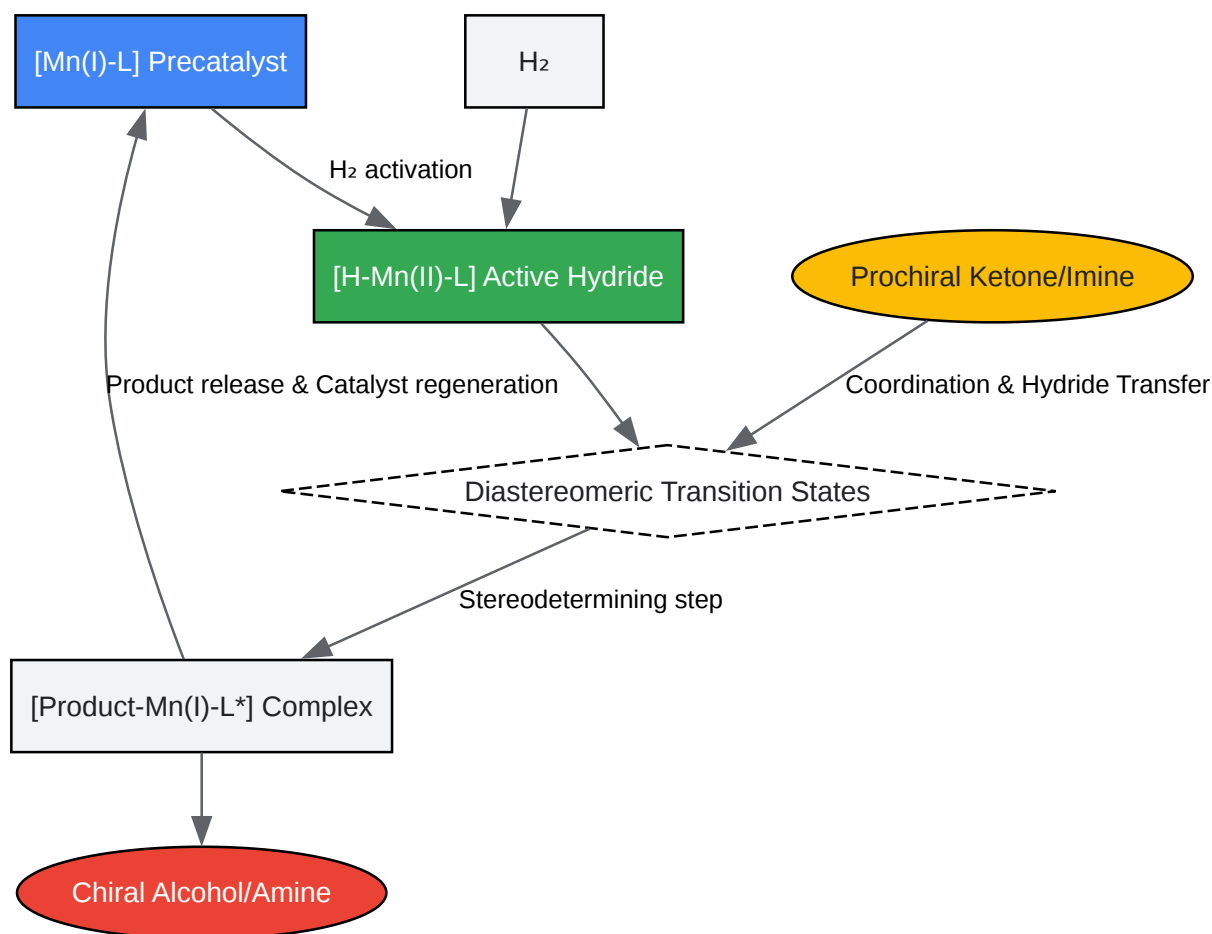 [Mn(I)-L] Precatalyst
H₂
H₂ activation
[H-Mn(II)-L] Active Hydride
Prochiral Ketone/Imine
Product release & Catalyst regeneration
Coordination & Hydride Transfer
Diastereomeric Transition States
Stereodetermining step
[Product-Mn(I)-L*] Complex
Chiral Alcohol/Amine